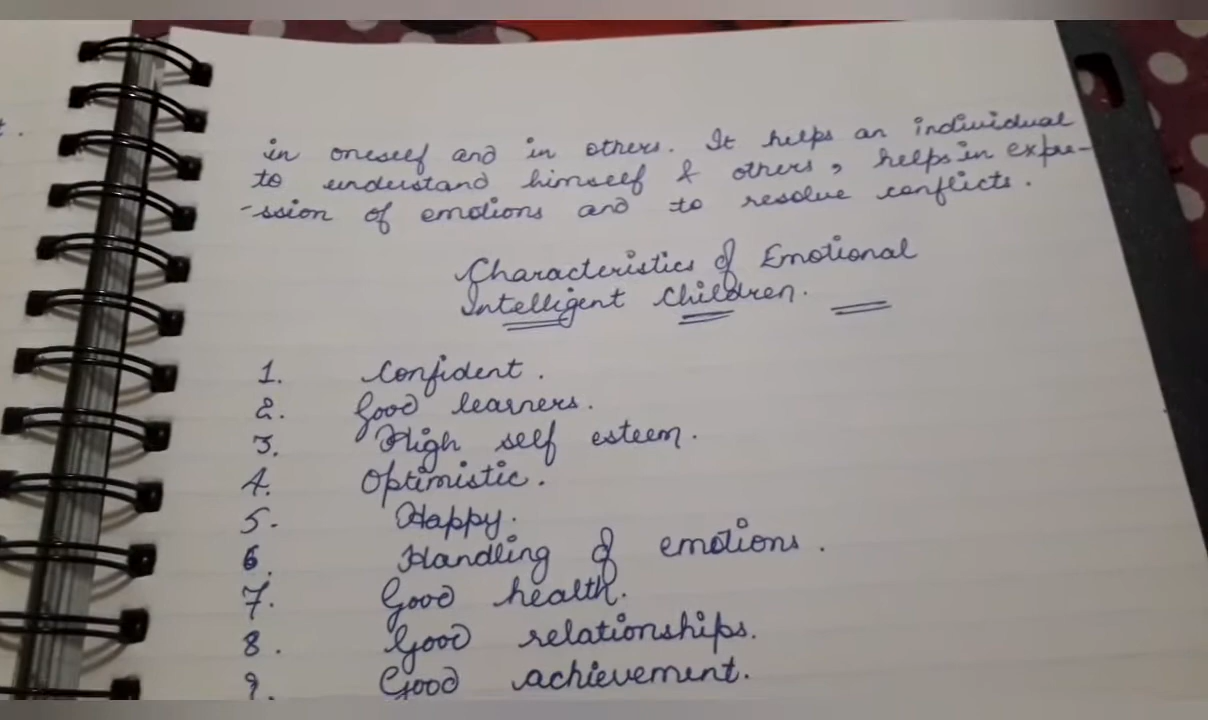 t.
in oneself and in others. It helps an individual
to understand himself & others, helps in expre-
-ssion of emotions and to resolve conflicts.
Characteristics of Emotional
Intelligent Children.
1. Confident.
2. Good learners.
3. High self esteem.
4. Optimistic.
5. Happy.
6. Handling of emotions.
7. Good health.
8. Good relationships.
9. Good achievement.